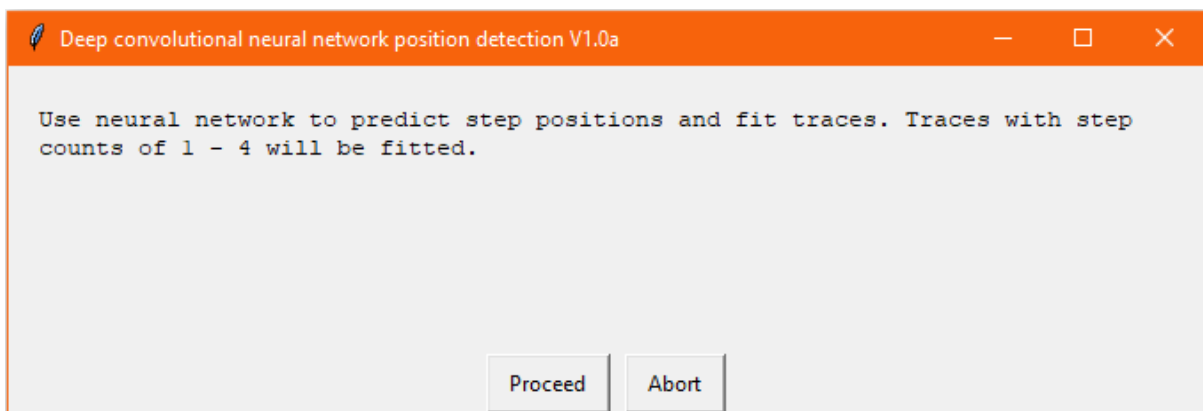 Deep convolutional neural network position detection V1.0a
Use neural network to predict step positions and fit traces. Traces with step
counts of 1 - 4 will be fitted.
Proceed Abort